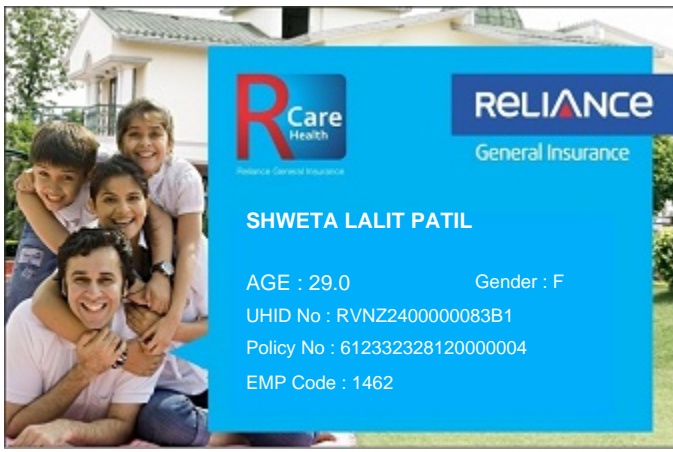 R Care
Health
Reliance General Insurance
RELIANCE
General Insurance
SHWETA LALIT PATIL
AGE : 29.0 Gender : F
UHID No : RVNZ2400000083B1
Policy No : 612332328120000004
EMP Code : 1462